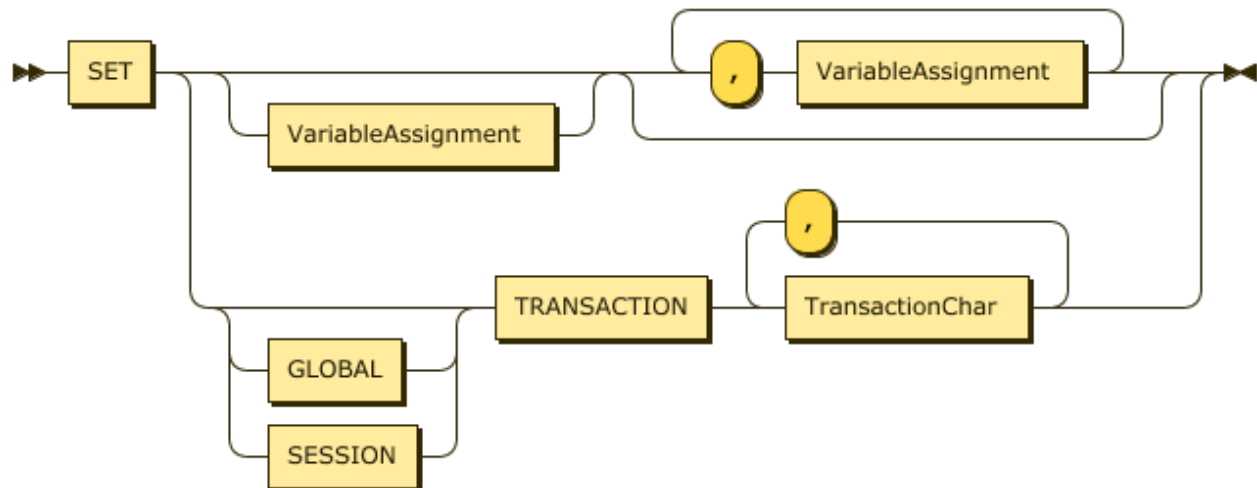 SET
, VariableAssignment
VariableAssignment
,
TRANSACTION TransactionChar
GLOBAL
SESSION